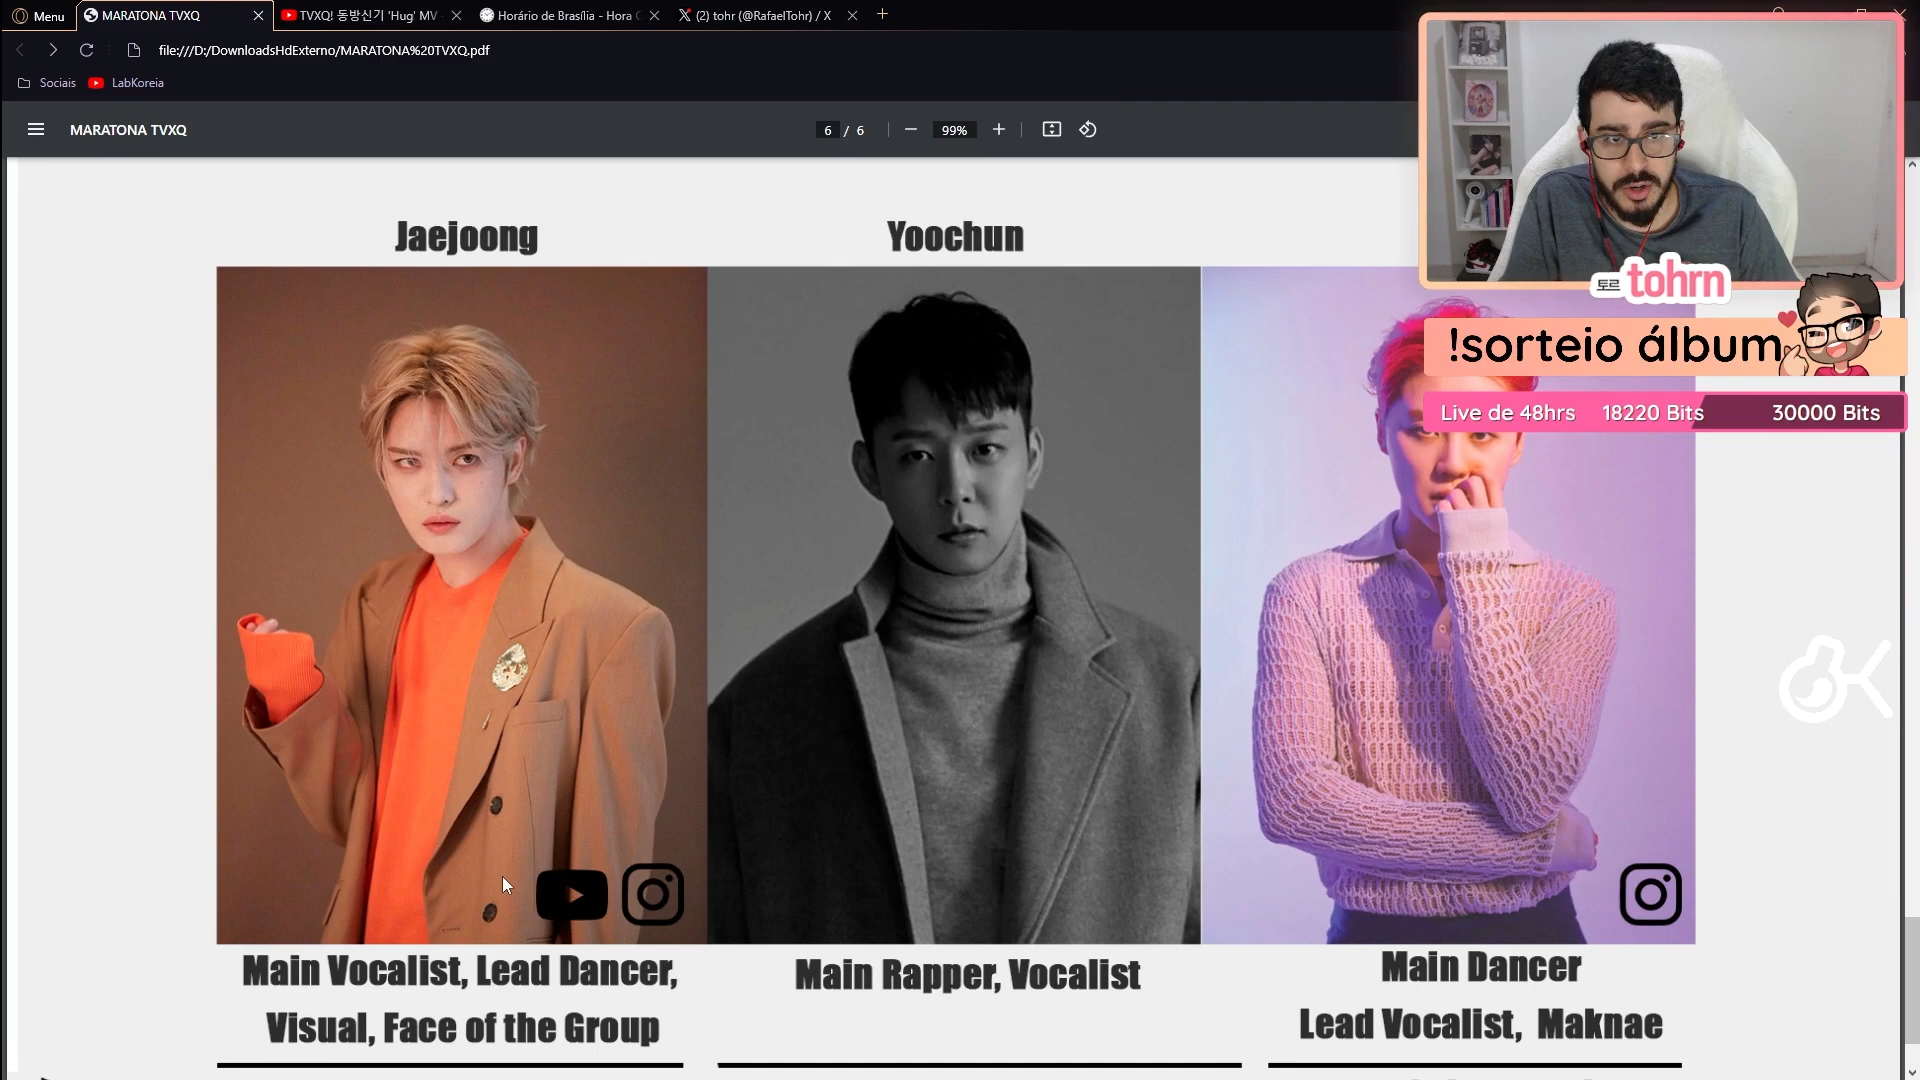 Menu
MARATONA TVXQ
TVXQ! 동방신기 'Hug' MV
Horário de Brasília - Hora
(2) tohr (@RafaelTohr) / X
file:///D:/DownloadsHdExterno/MARATONA%20TVXQ.pdf
Sociais
LabKoreia
MARATONA TVXQ
6 / 6
99%
토르 tohrn
!sorteio álbum
Live de 48hrs 18220 Bits 30000 Bits
Jaejoong
Yoochun
OK
Main Vocalist, Lead Dancer,
Visual, Face of the Group
Main Rapper, Vocalist
Main Dancer
Lead Vocalist, Maknae